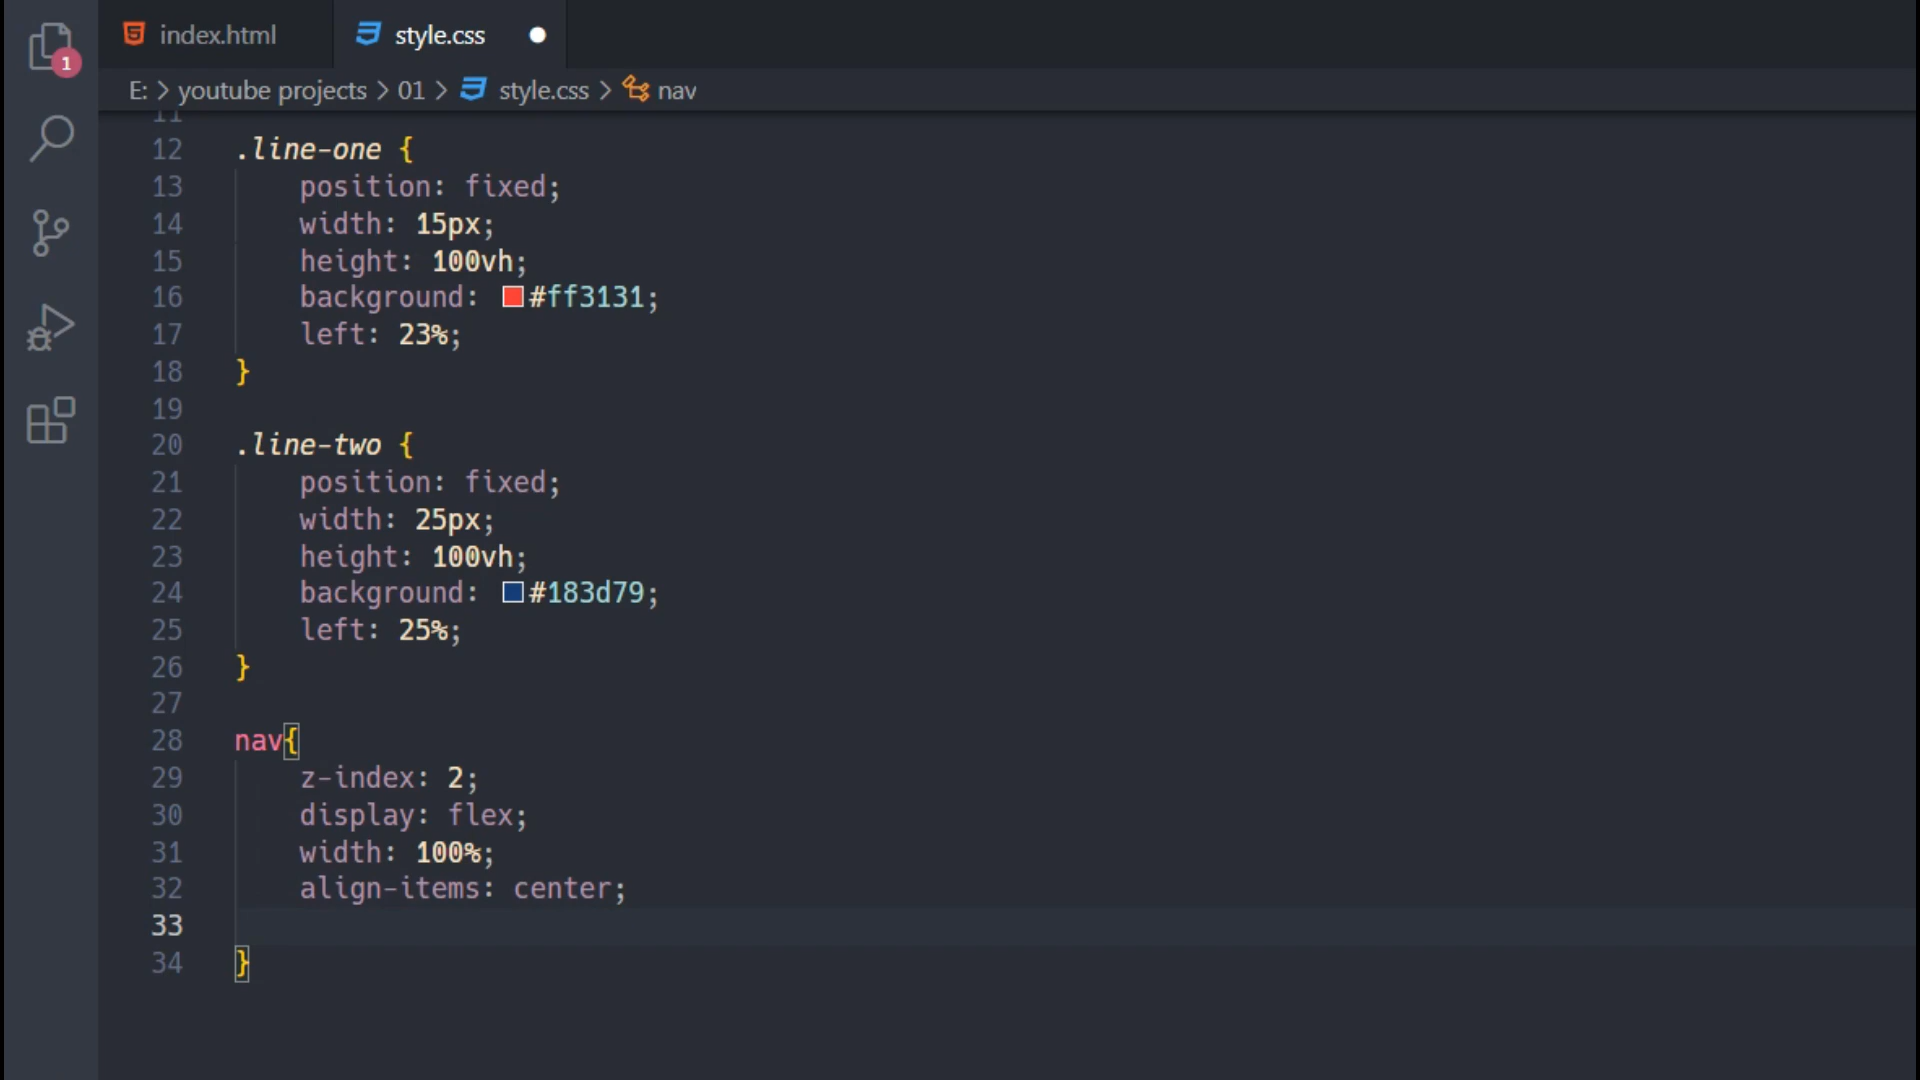 1
index.html
style.css
E: > youtube projects > 01 > style.css > nav
11
12 .line-one {
13 position: fixed;
14 width: 15px;
15 height: 100vh;
16 background: #ff3131;
17 left: 23%;
18 }
19
20 .line-two {
21 position: fixed;
22 width: 25px;
23 height: 100vh;
24 background: #183d79;
25 left: 25%;
26 }
27
28 nav{
29 z-index: 2;
30 display: flex;
31 width: 100%;
32 align-items: center;
33
34 }